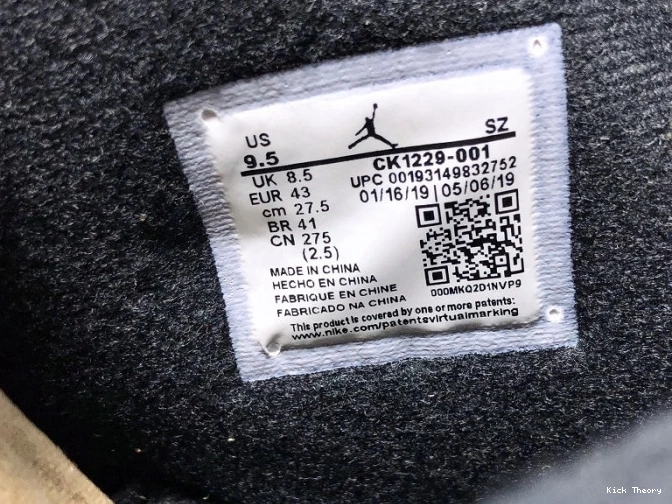 US SZ
9.5 CK1229-001
UK 8.5 UPC 00193149832752
EUR 43 01/16/19 | 05/06/19
cm 27.5
BR 41
CN 275
(2.5)
MADE IN CHINA
HECHO EN CHINA
FABRIQUE EN CHINE
FABRICADO NA CHINA
000MKQ2D1NVP9
This product is covered by one or more patents:
www.nike.com/patentsvirtualmarking
Kick Theory